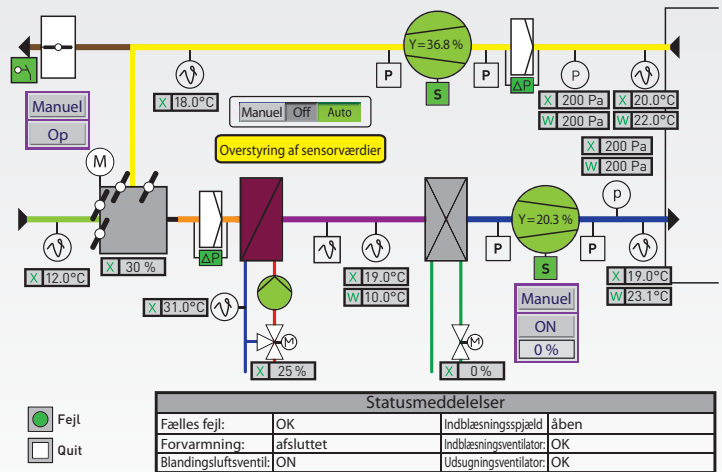 Y=36.8 %
P
P
P
S
ΔP
X 18.0°C
X 200 Pa
X 20.0°C
W 200 Pa
W 22.0°C
Manuel
Op
Manuel Off Auto
Overstyring af sensorværdier
X 200 Pa
W 200 Pa
M
p
Y=20.3 %
P
P
S
ΔP
X 12.0°C
X 30 %
X 19.0°C
W 10.0°C
X 19.0°C
W 23.1°C
X 31.0°C
Manuel
ON
0 %
M
M
X 25 %
X 0 %
Statusmeddelelser
Fælles fejl: OK Indblæsningsspjæld åben
Forvarmning: afsluttet Indblæsningsventilator: OK
Blandingsluftsventil: ON Udsugningsventilator: OK
Fejl
Quit